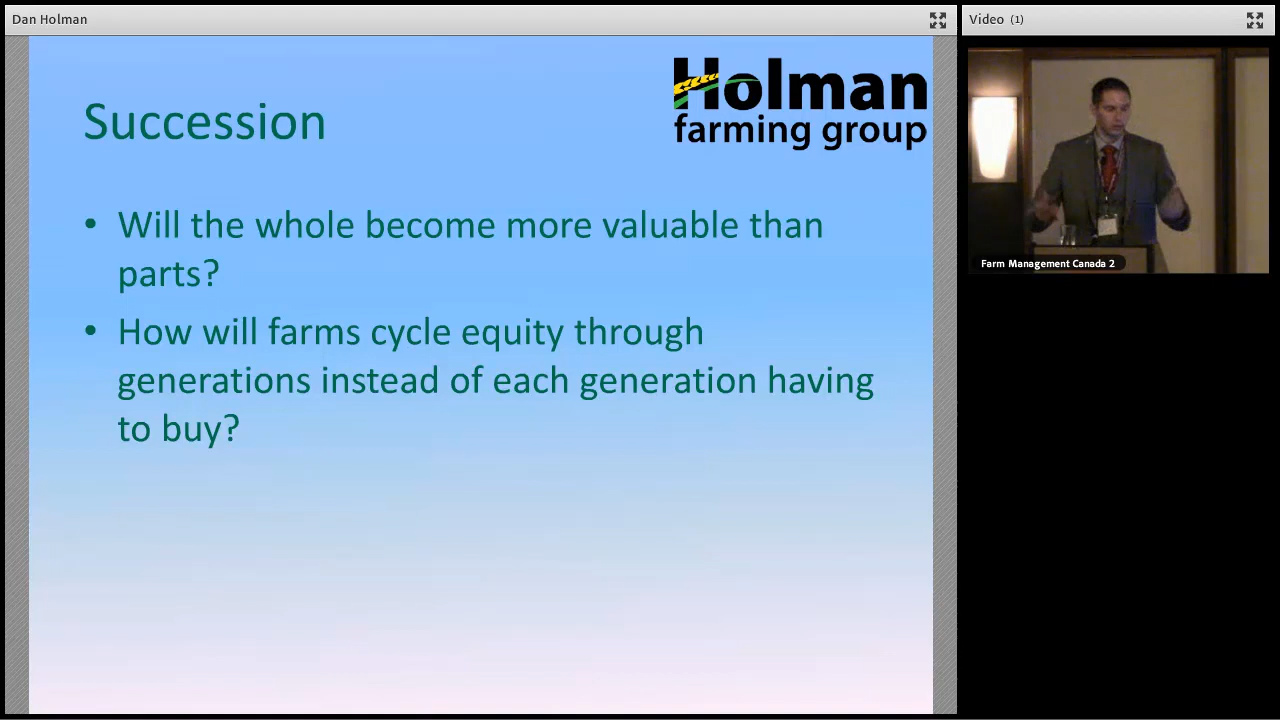 Dan Holman
Video (1)
Holman
farming group
Succession
• Will the whole become more valuable than
parts?
• How will farms cycle equity through
generations instead of each generation having
to buy?
Farm Management Canada 2